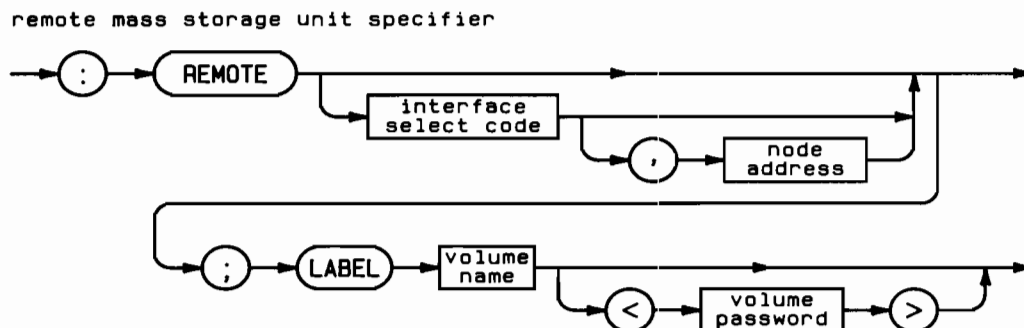 remote mass storage unit specifier
: REMOTE
interface
select code
, node
address
; LABEL volume
name
< volume
password >